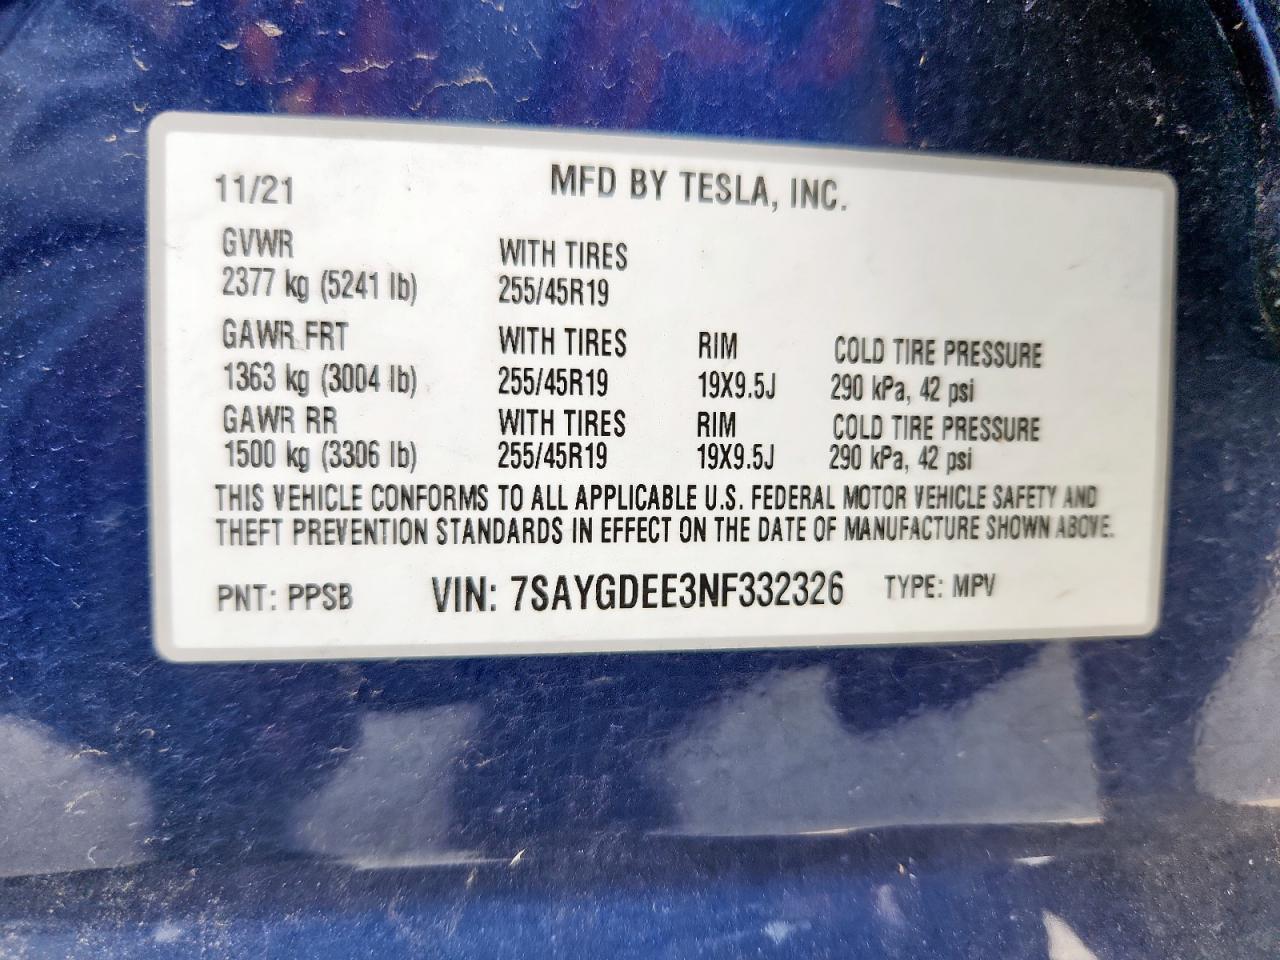 11/21 MFD BY TESLA, INC.
GVWR WITH TIRES
2377 kg (5241 lb) 255/45R19
GAWR FRT WITH TIRES RIM COLD TIRE PRESSURE
1363 kg (3004 lb) 255/45R19 19X9.5J 290 kPa, 42 psi
GAWR RR WITH TIRES RIM COLD TIRE PRESSURE
1500 kg (3306 lb) 255/45R19 19X9.5J 290 kPa, 42 psi
THIS VEHICLE CONFORMS TO ALL APPLICABLE U.S. FEDERAL MOTOR VEHICLE SAFETY AND
THEFT PREVENTION STANDARDS IN EFFECT ON THE DATE OF MANUFACTURE SHOWN ABOVE.
PNT: PPSB VIN: 7SAYGDEE3NF332326 TYPE: MPV